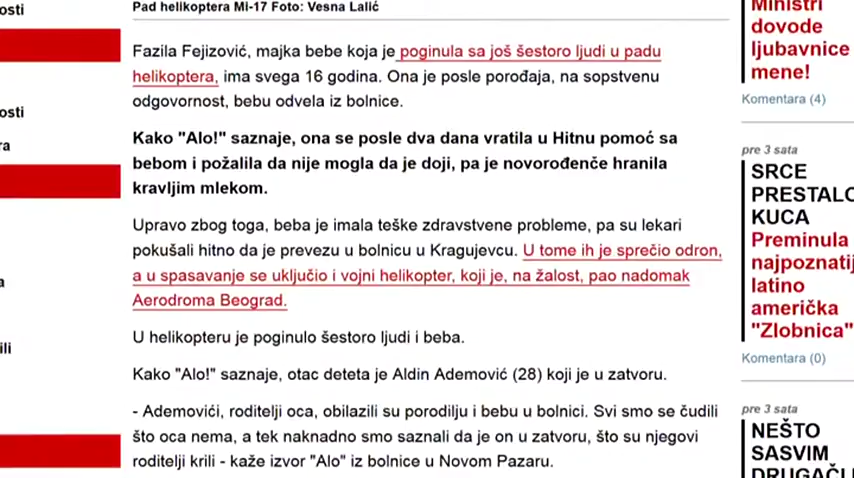 osti
osti
ra
a
ili
Pad helikoptera Mi-17 Foto: Vesna Lalić
Fazila Fejizović, majka bebe koja je poginula sa još šestoro ljudi u padu
helikoptera, ima svega 16 godina. Ona je posle porođaja, na sopstvenu
odgovornost, bebu odvela iz bolnice.
Kako "Alo!" saznaje, ona se posle dva dana vratila u Hitnu pomoć sa
bebom i požalila da nije mogla da je doji, pa je novorođenče hranila
kravljim mlekom.
Upravo zbog toga, beba je imala teške zdravstvene probleme, pa su lekari
pokušali hitno da je prevezu u bolnicu u Kragujevcu. U tome ih je sprečio odron,
a u spasavanje se uključio i vojni helikopter, koji je, na žalost, pao nadomak
Aerodroma Beograd.
U helikopteru je poginulo šestoro ljudi i beba.
Kako "Alo!" saznaje, otac deteta je Aldin Ademović (28) koji je u zatvoru.
- Ademovići, roditelji oca, obilazili su porodilju i bebu u bolnici. Svi smo se čudili
što oca nema, a tek naknadno smo saznali da je on u zatvoru, što su njegovi
roditelji krili - kaže izvor "Alo" iz bolnice u Novom Pazaru.
Ministri
dovode
ljubavnice
mene!
Komentara (4)
pre 3 sata
SRCE
PRESTALO
KUCA
Preminula
najpoznatij
latino
američka
"Zlobnica"
Komentara (0)
pre 3 sata
NEŠTO
SASVIM
DRUGAČIJ